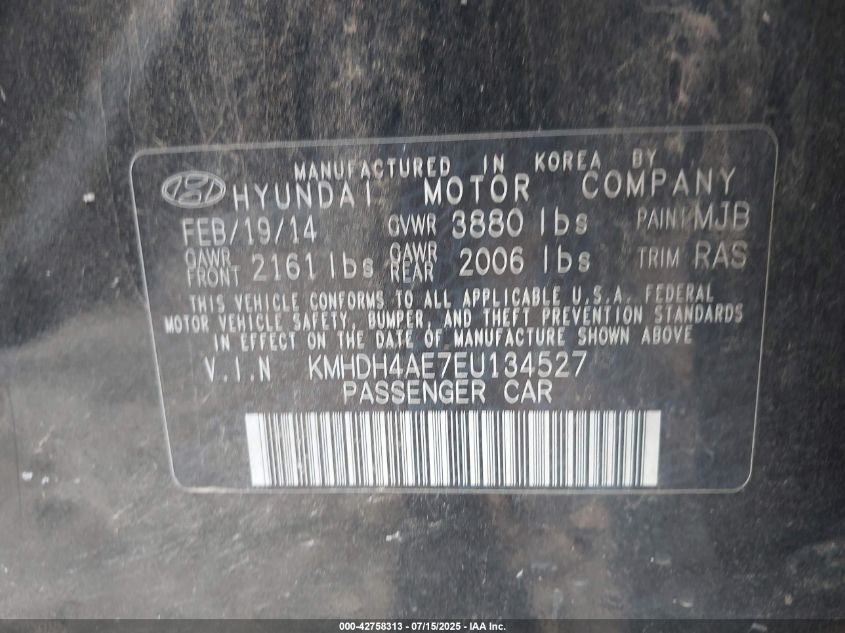 MANUFACTURED IN KOREA BY
HYUNDAI MOTOR COMPANY
FEB/19/14 GVWR 3880 lbs PAINT MJB
GAWR FRONT 2161 lbs GAWR REAR 2006 lbs TRIM RAS
THIS VEHICLE CONFORMS TO ALL APPLICABLE U.S.A. FEDERAL
MOTOR VEHICLE SAFETY, BUMPER, AND THEFT PREVENTION STANDARDS
IN EFFECT ON THE DATE OF MANUFACTURE SHOWN ABOVE
V.I.N KMHDH4AE7EU134527
PASSENGER CAR
000-42758313 - 07/15/2025 - IAA Inc.